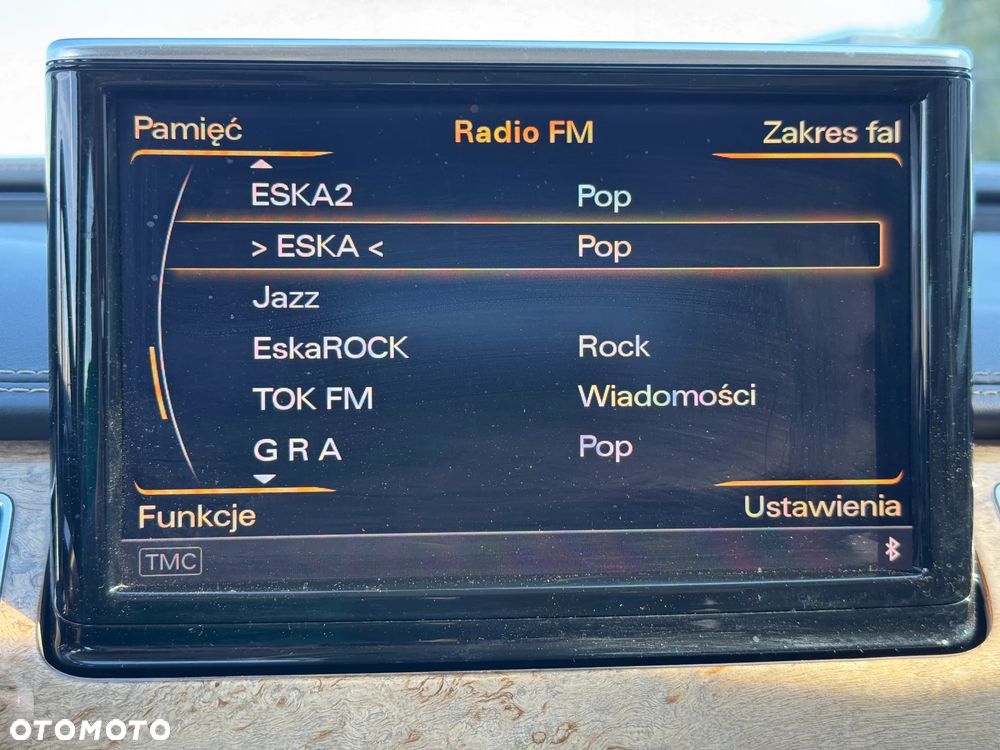 Pamięć Radio FM Zakres fal
ESKA2 Pop
> ESKA < Pop
Jazz
EskaROCK Rock
TOK FM Wiadomości
G R A Pop
Funkcje Ustawienia
TMC
OTOMOTO